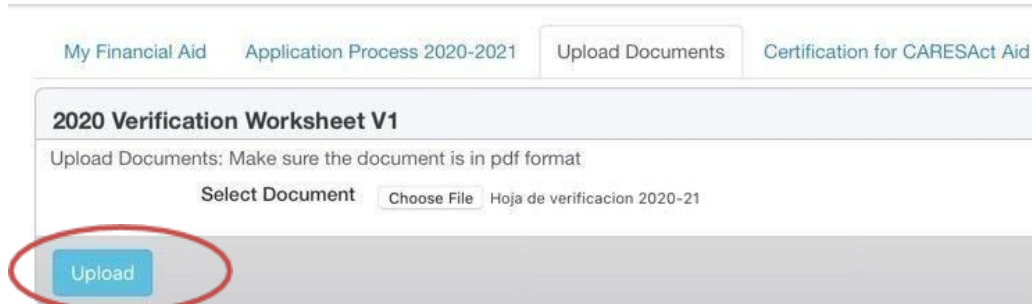 My Financial Aid Application Process 2020-2021 Upload Documents Certification for CARESAct Aid
2020 Verification Worksheet V1
Upload Documents: Make sure the document is in pdf format
Select Document Choose File Hoja de verificacion 2020-21
Upload